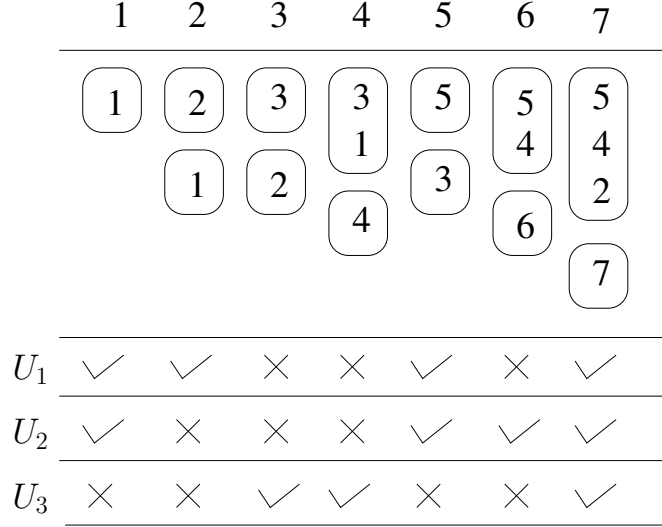 1 2 3 4 5 6 7
1 2 3 3 5 5 5
1 4 4
1 2 3 2
4 6
7
U₁ ✓ ✓ × × ✓ × ✓
U₂ ✓ × × × ✓ ✓ ✓
U₃ × × ✓ ✓ × × ✓